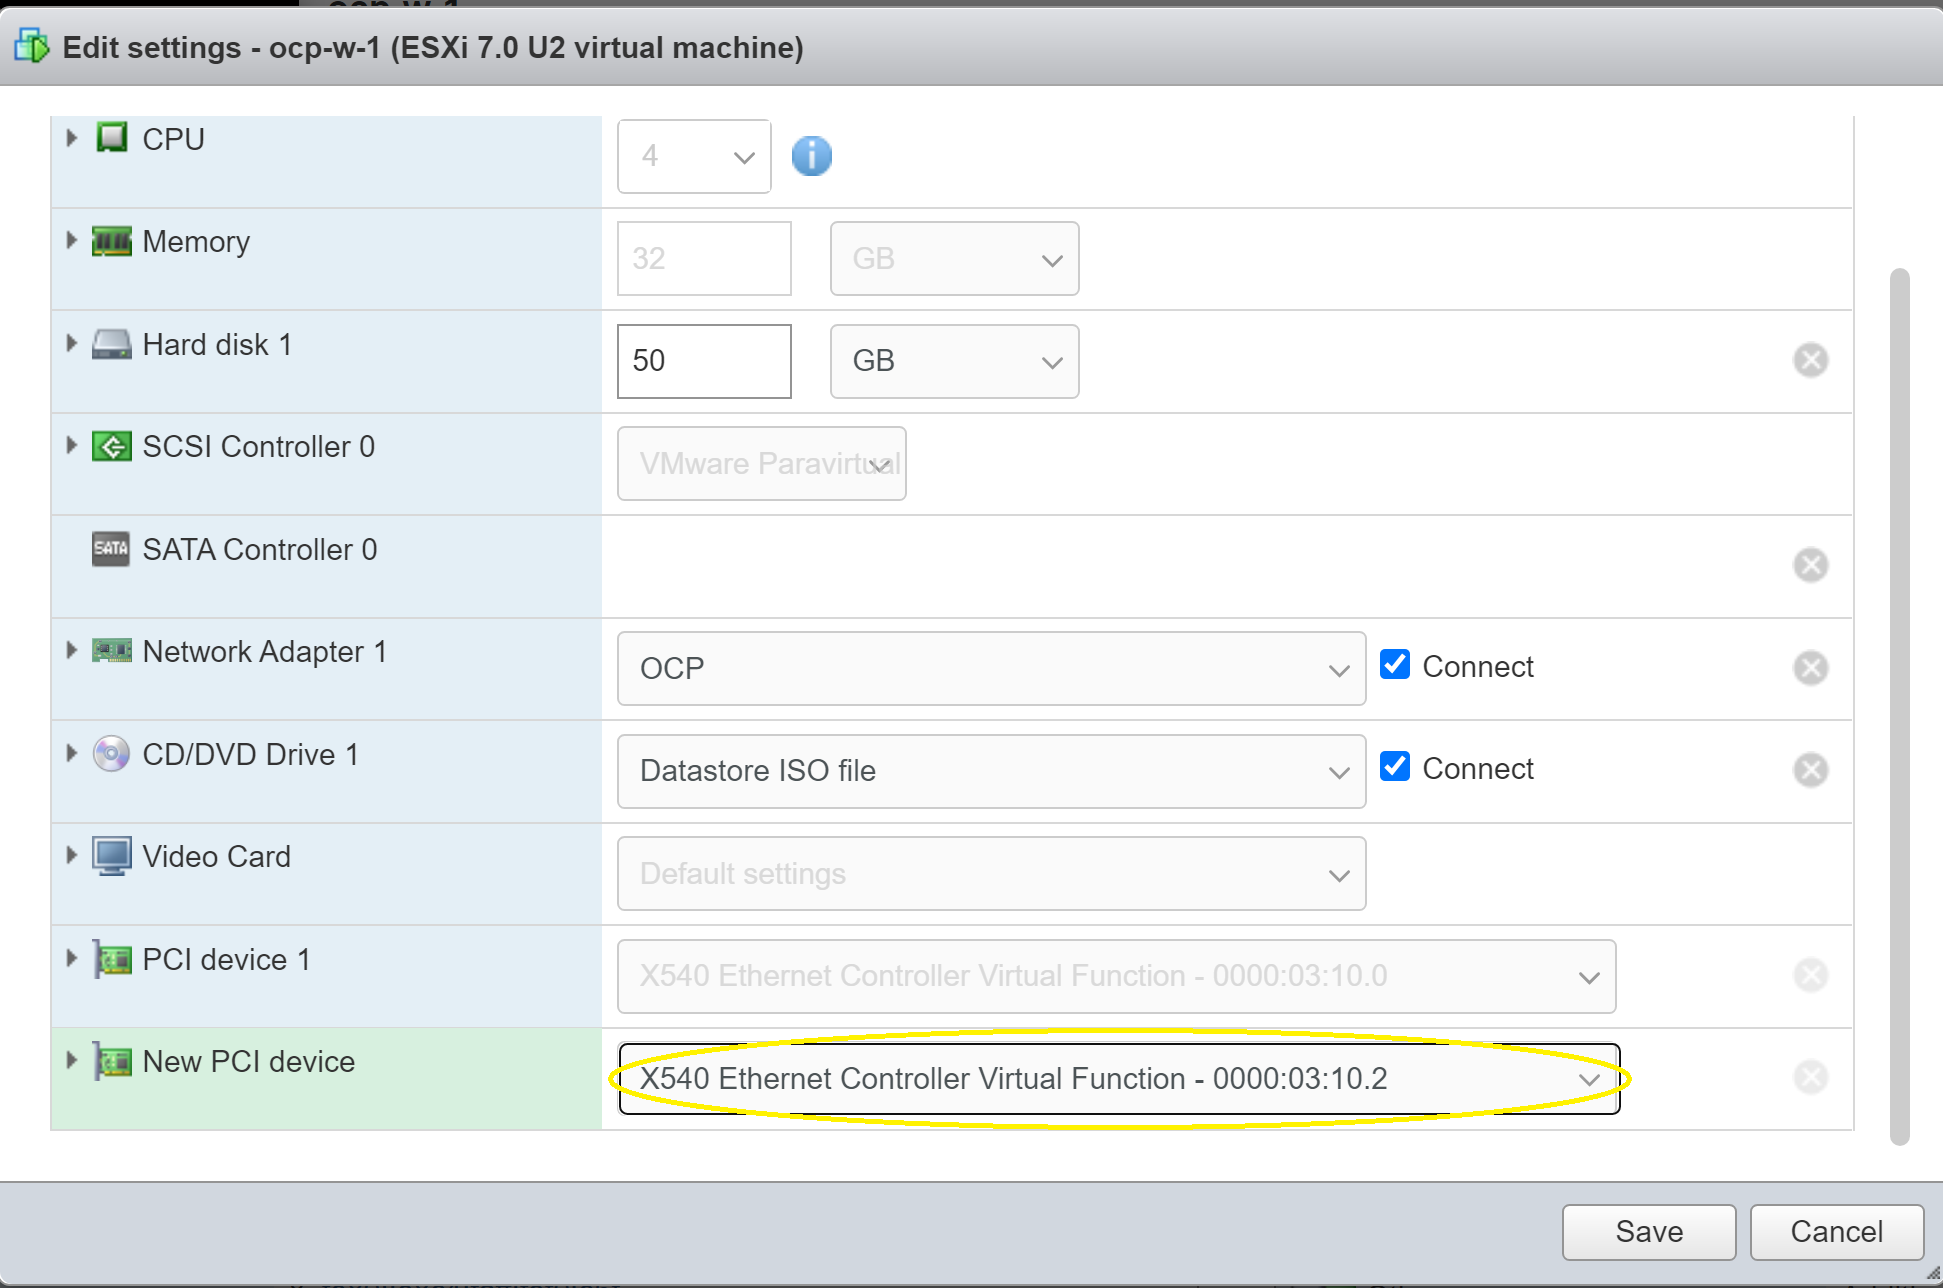 ocp-w-1
Edit settings - ocp-w-1 (ESXi 7.0 U2 virtual machine)
CPU
4
Memory
32
GB
Hard disk 1
50
GB
SCSI Controller 0
VMware Paravirtual
SATA
SATA Controller 0
Network Adapter 1
OCP
Connect
CD/DVD Drive 1
Datastore ISO file
Connect
Video Card
Default settings
PCI device 1
X540 Ethernet Controller Virtual Function - 0000:03:10.0
New PCI device
X540 Ethernet Controller Virtual Function - 0000:03:10.2
Save
Cancel